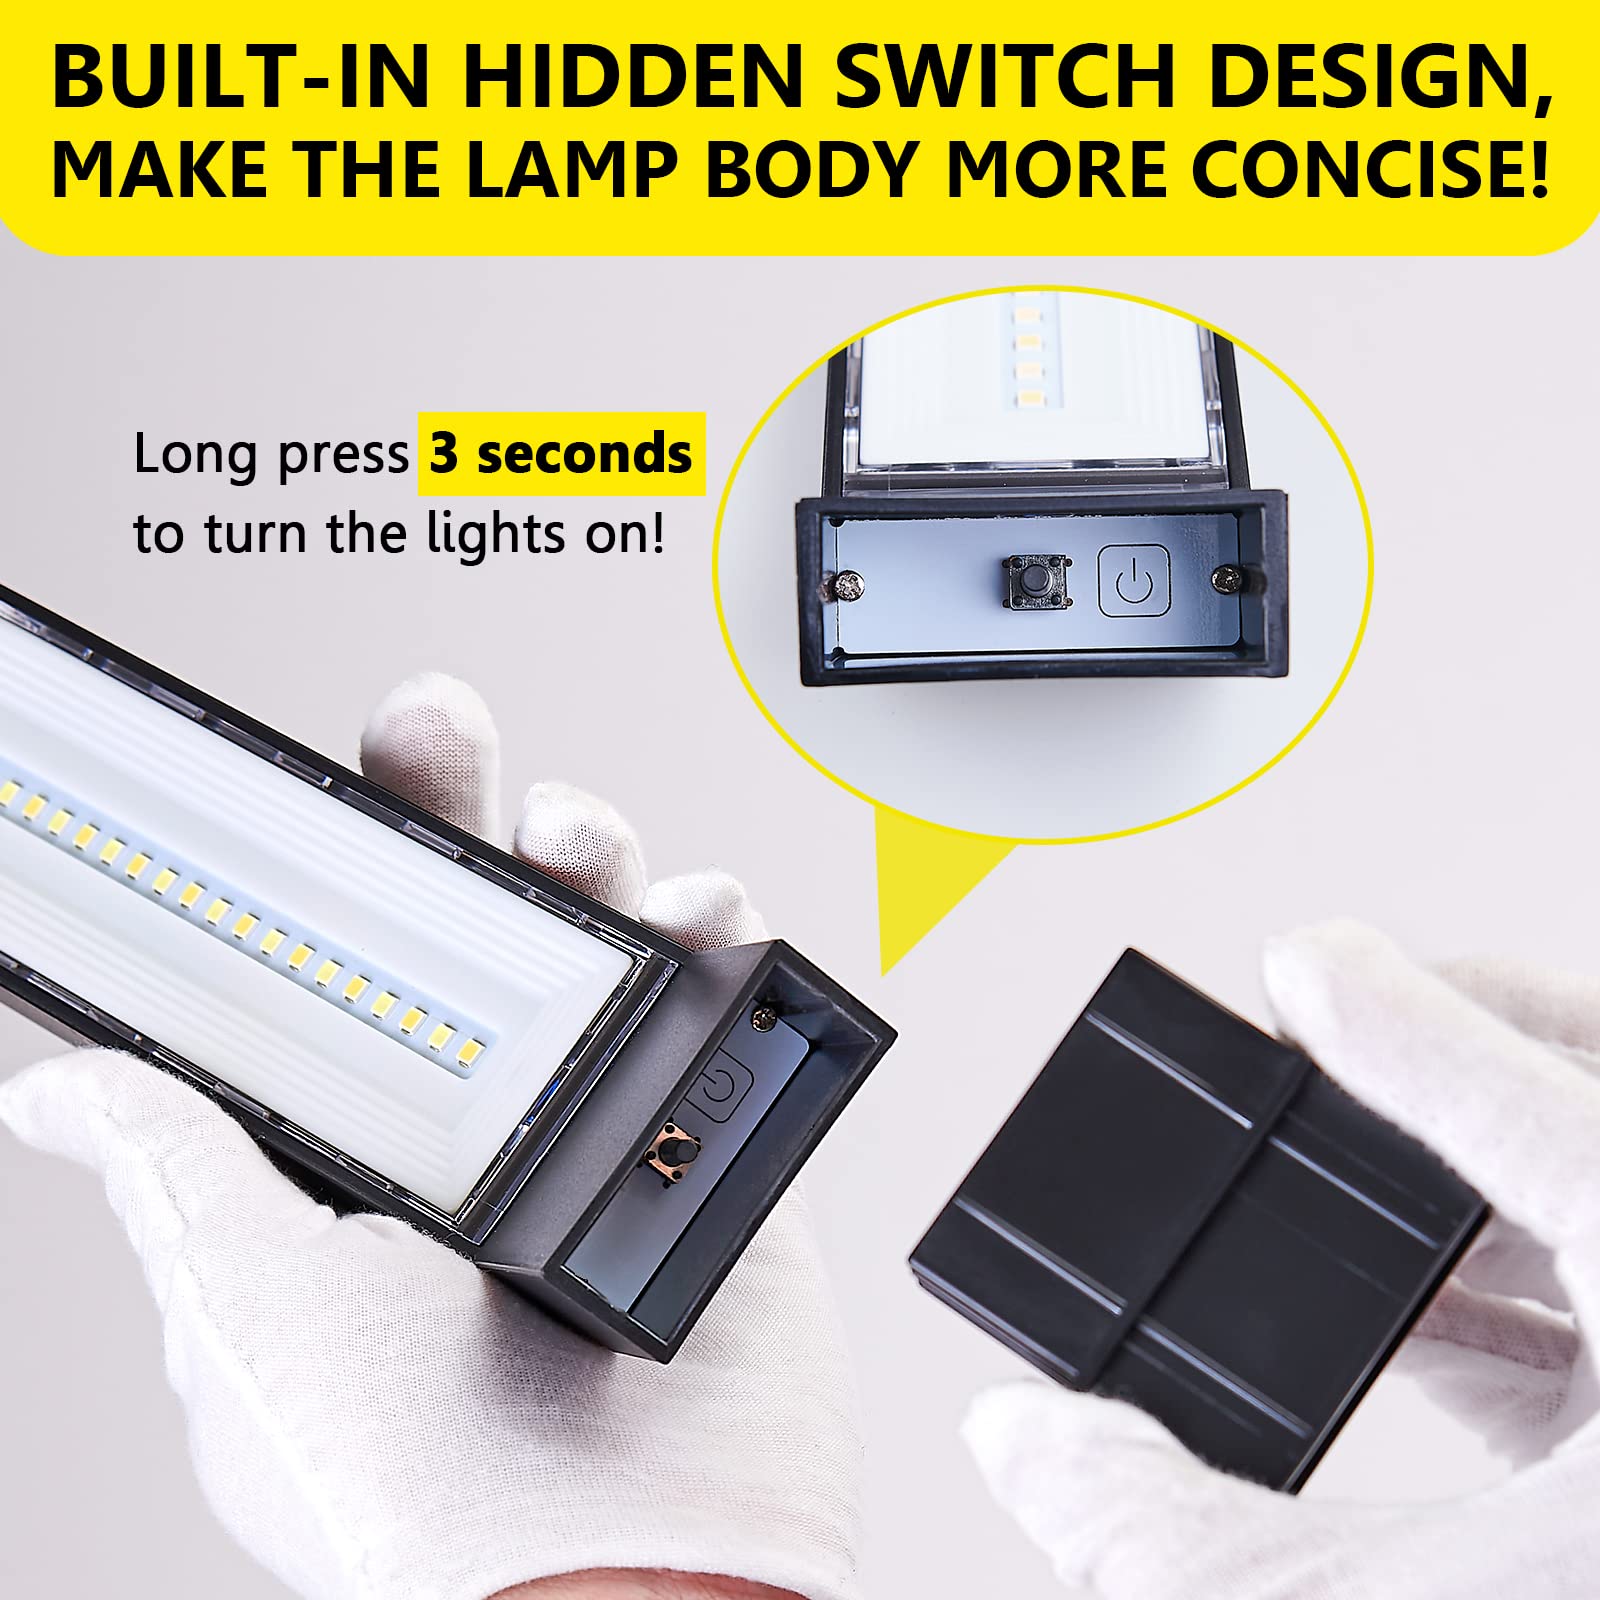 BUILT-IN HIDDEN SWITCH DESIGN,
MAKE THE LAMP BODY MORE CONCISE!
Long press 3 seconds
to turn the lights on!